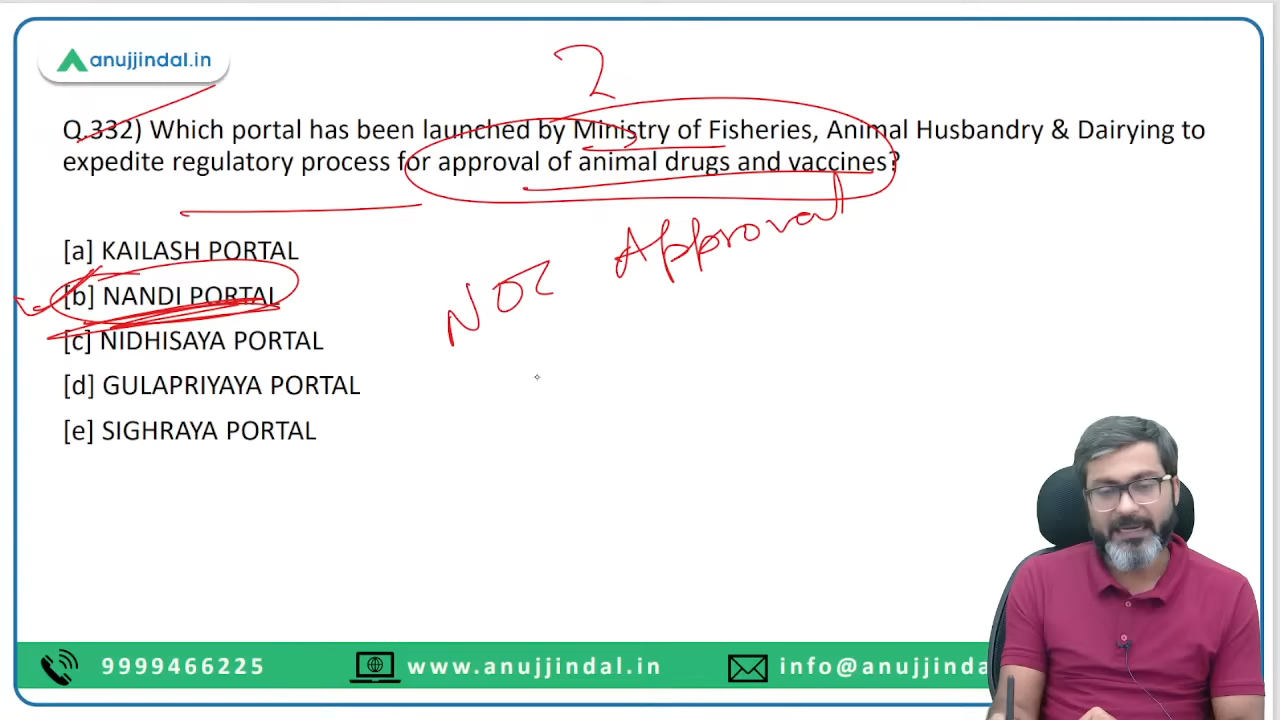 anujjindal.in
2
Q.332) Which portal has been launched by Ministry of Fisheries, Animal Husbandry & Dairying to
expedite regulatory process for approval of animal drugs and vaccines?
[a] KAILASH PORTAL
[b] NANDI PORTAL
[c] NIDHISAYA PORTAL
[d] GULAPRIYAYA PORTAL
[e] SIGHRAYA PORTAL
NOC Approval
9999466225
www.anujjindal.in
info@anujjinda